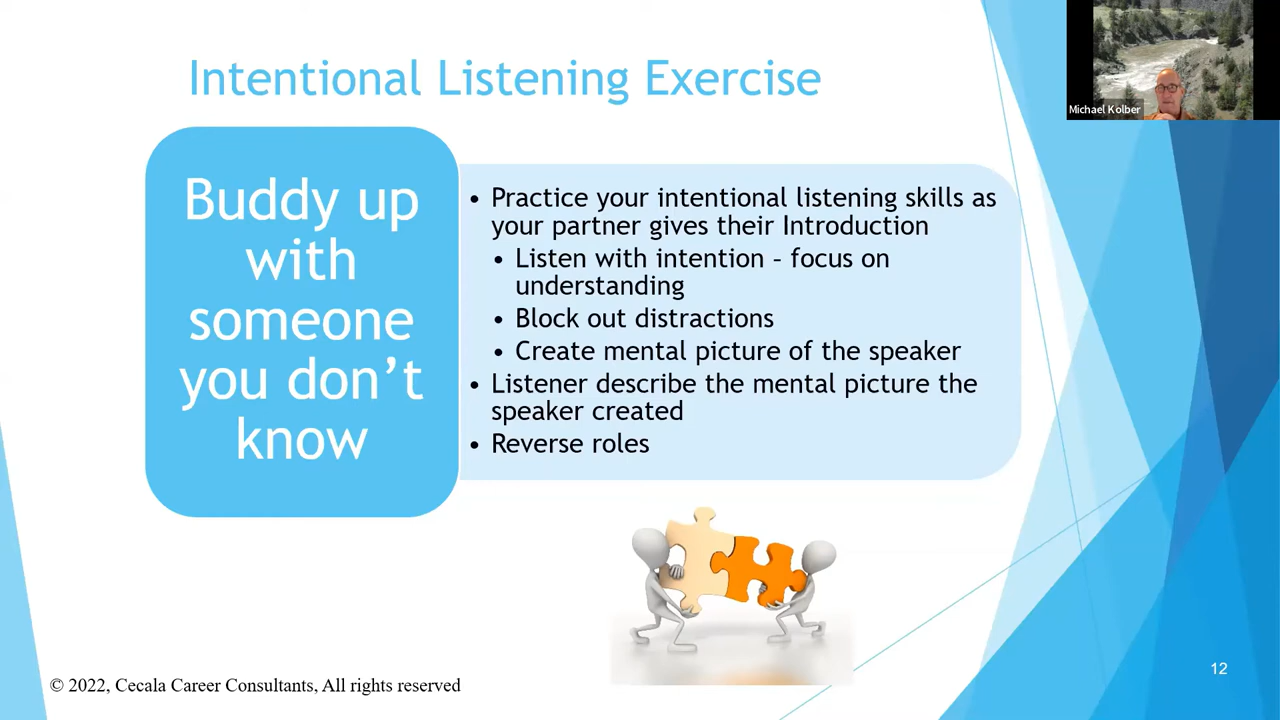 Intentional Listening Exercise
Michael Kolber
Buddy up
with
someone
you don’t
know
• Practice your intentional listening skills as
your partner gives their Introduction
• Listen with intention – focus on
understanding
• Block out distractions
• Create mental picture of the speaker
• Listener describe the mental picture the
speaker created
• Reverse roles
12
© 2022, Cecala Career Consultants, All rights reserved